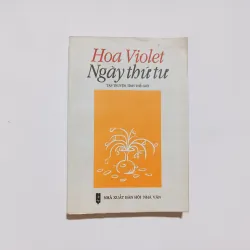 Hoa Violet
Ngày thứ tư
NHÀ XUẤT BẢN HỘI NHÀ VĂN